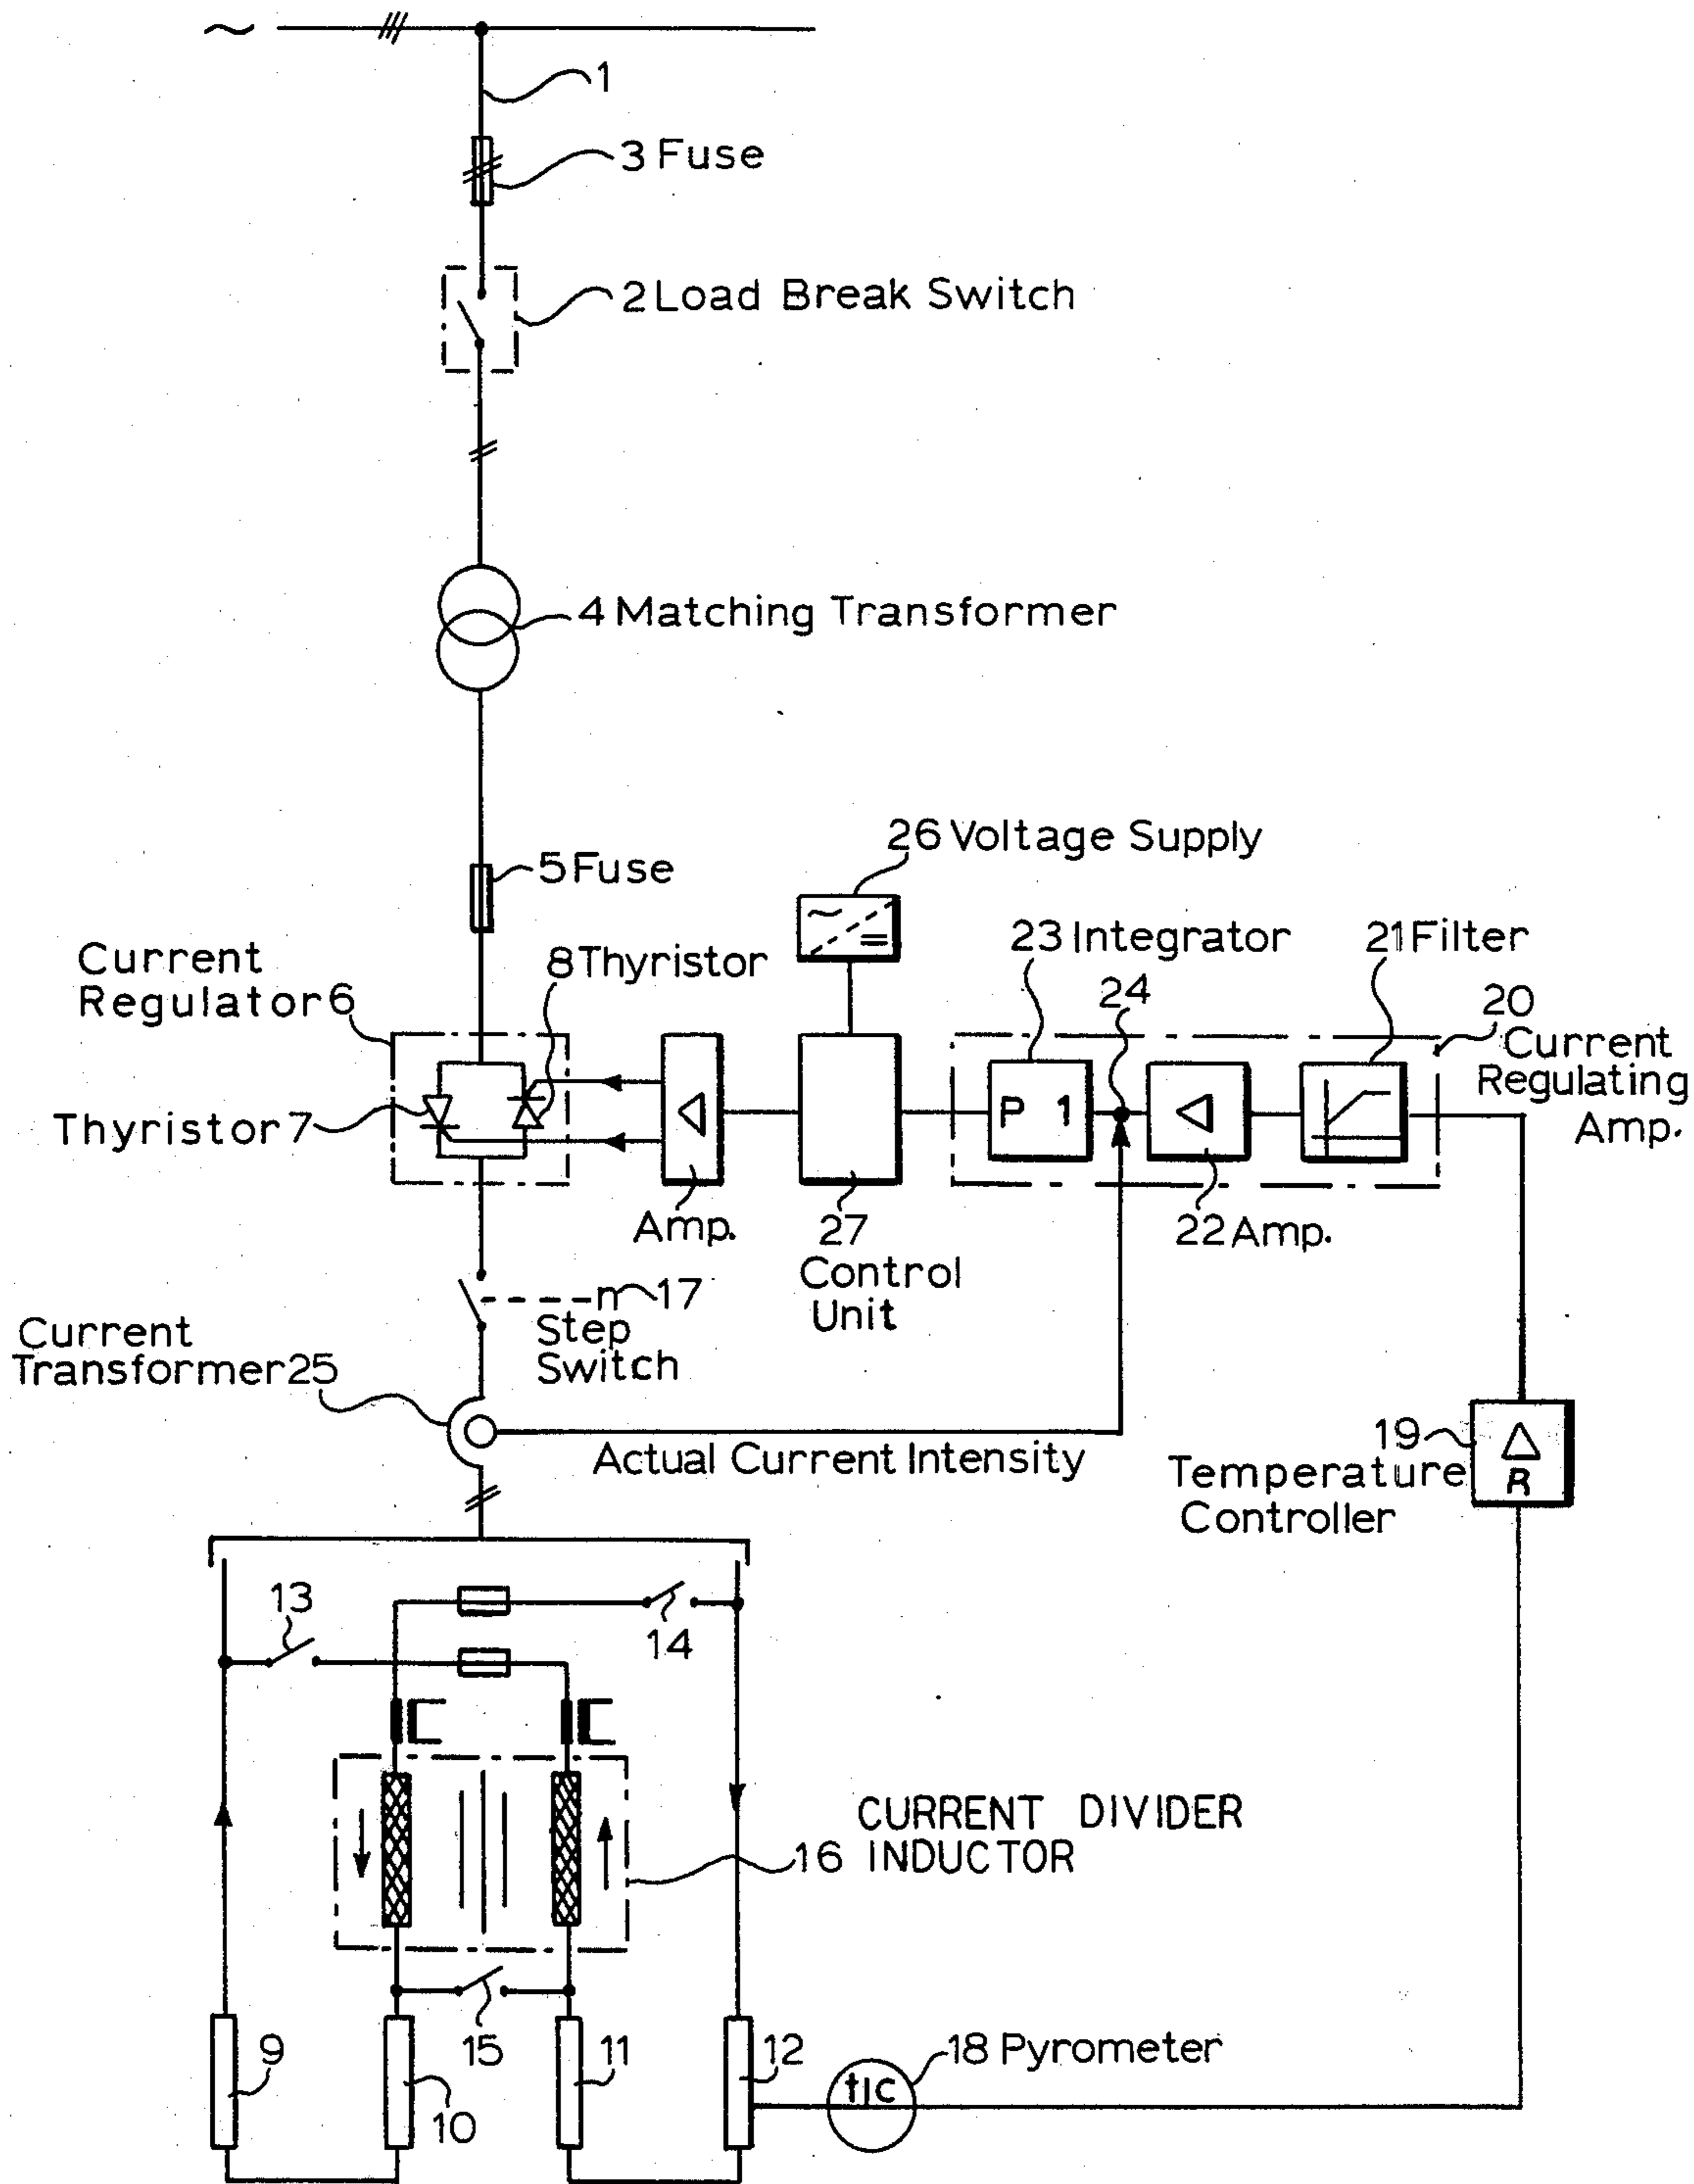 ~
1
3 Fuse
2 Load Break Switch
4 Matching Transformer
5 Fuse
26 Voltage Supply
~
=
Current
Regulator 6
8 Thyristor
23 Integrator
24
21 Filter
20
Current
Regulating
Amp.
Thyristor 7
P 1
Amp.
27
Control
Unit
22 Amp.
n 17
Step
Switch
Current
Transformer 25
Actual Current Intensity
19
Temperature
Controller
R
13
14
CURRENT DIVIDER
16 INDUCTOR
9
10
15
11
12
18 Pyrometer
t|c